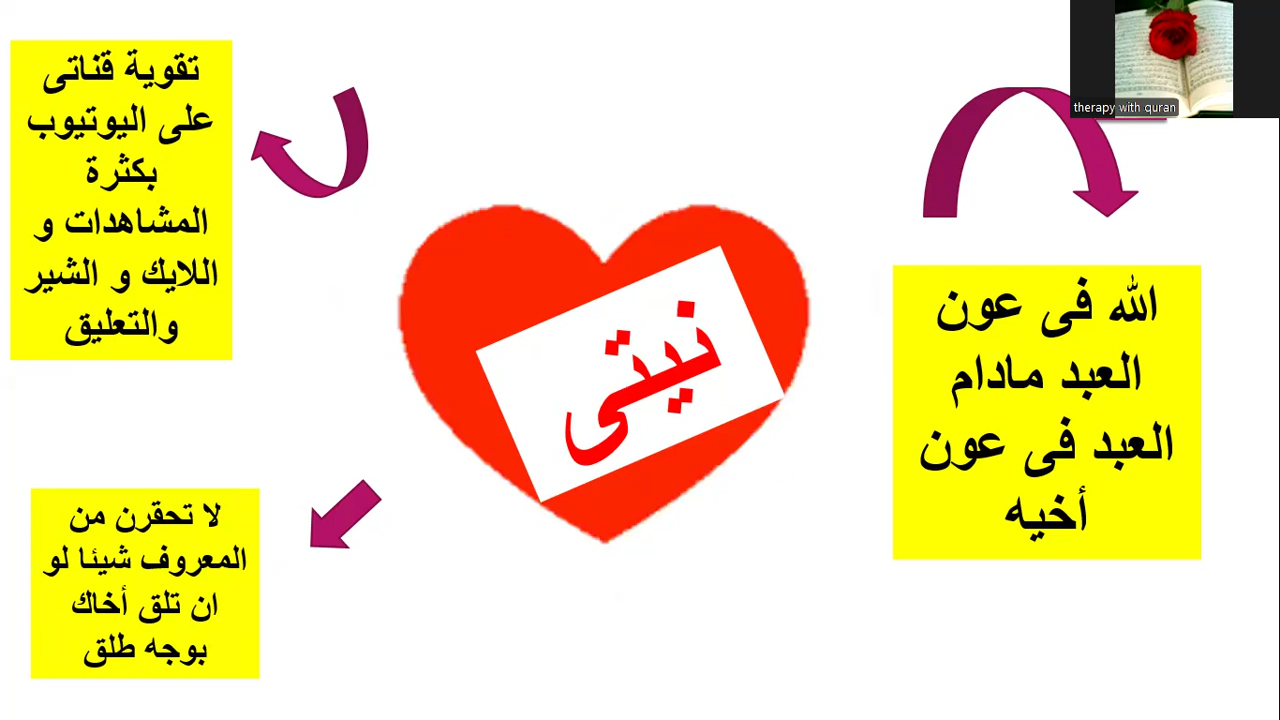 تقوية قناتى
على اليوتيوب
بكثرة
المشاهدات و
اللايك و الشير
والتعليق
therapy with quran
نيتى
الله فى عون
العبد مادام
العبد فى عون
أخيه
لا تحقرن من
المعروف شيئا لو
ان تلق أخاك
بوجه طلق